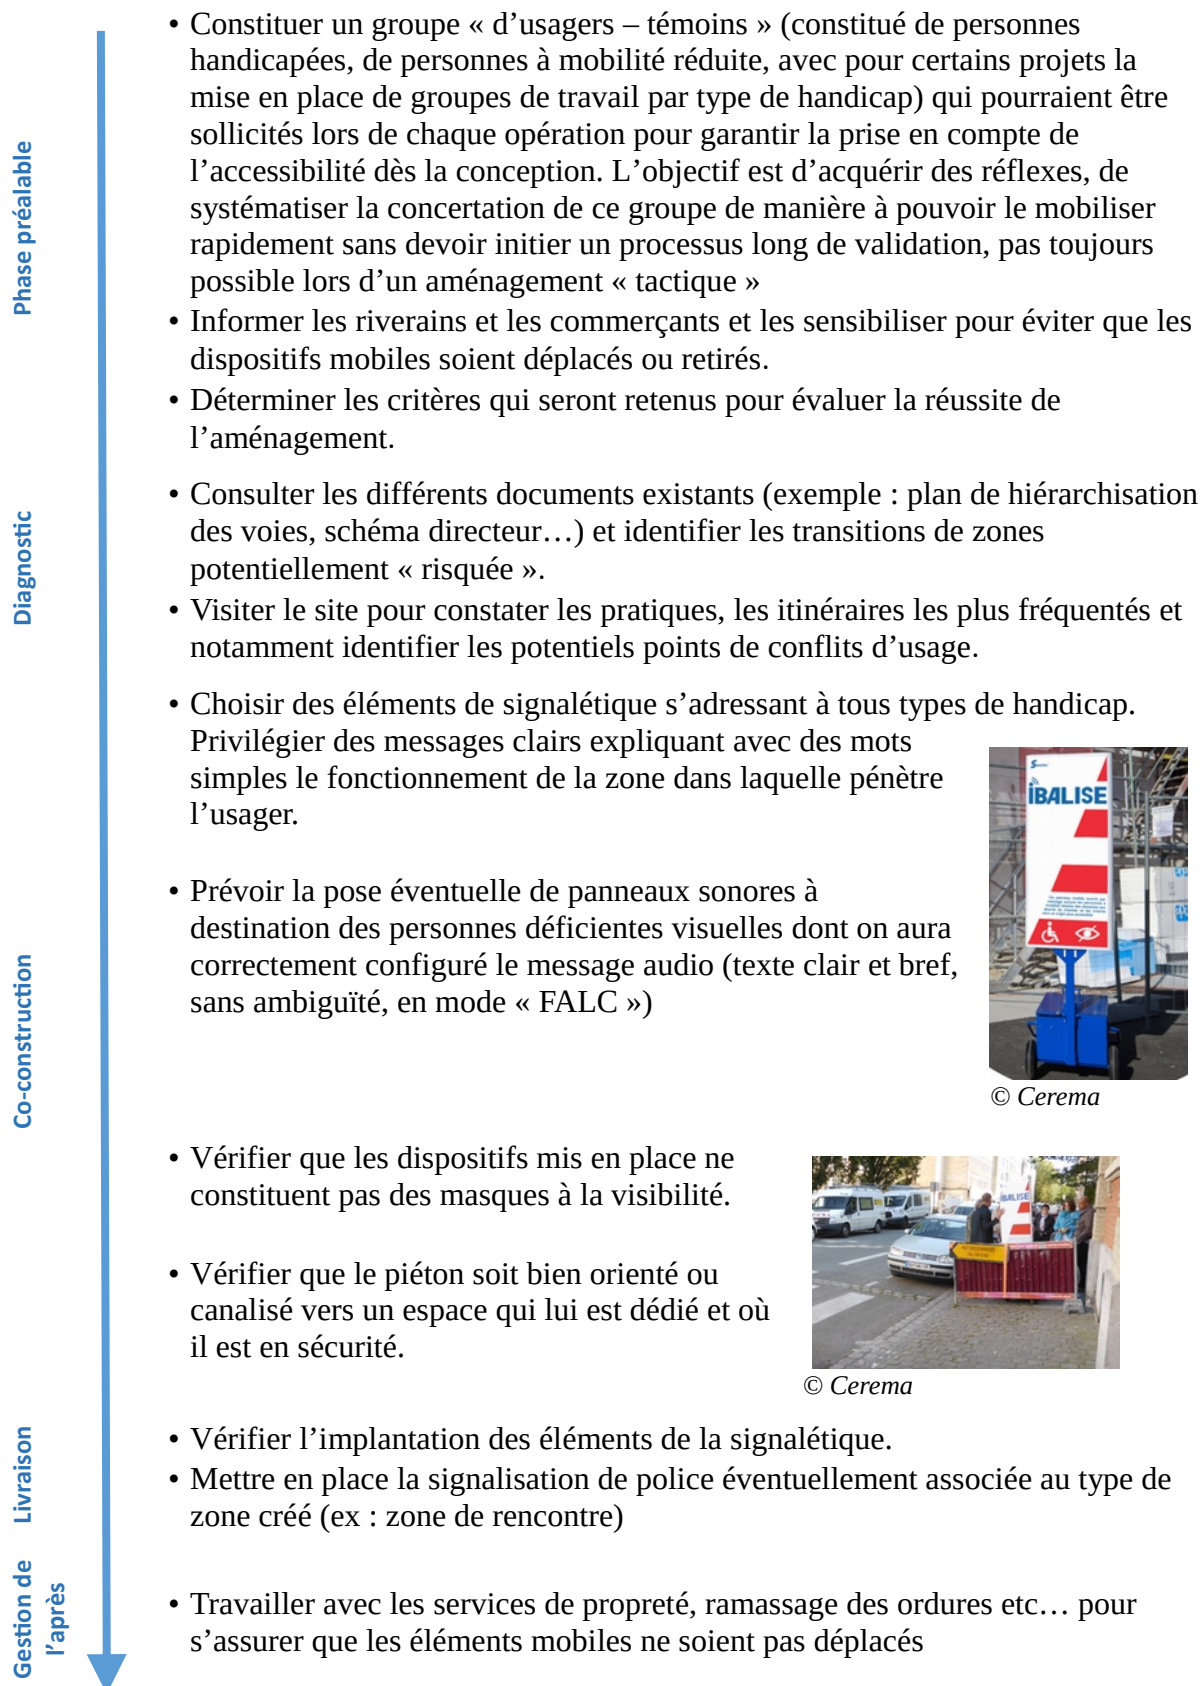 Phase préalable
• Constituer un groupe « d’usagers – témoins » (constitué de personnes
handicapées, de personnes à mobilité réduite, avec pour certains projets la
mise en place de groupes de travail par type de handicap) qui pourraient être
sollicités lors de chaque opération pour garantir la prise en compte de
l’accessibilité dès la conception. L’objectif est d’acquérir des réflexes, de
systématiser la concertation de ce groupe de manière à pouvoir le mobiliser
rapidement sans devoir initier un processus long de validation, pas toujours
possible lors d’un aménagement « tactique »
• Informer les riverains et les commerçants et les sensibiliser pour éviter que les
dispositifs mobiles soient déplacés ou retirés.
• Déterminer les critères qui seront retenus pour évaluer la réussite de
l’aménagement.
Diagnostic
• Consulter les différents documents existants (exemple : plan de hiérarchisation
des voies, schéma directeur…) et identifier les transitions de zones
potentiellement « risquée ».
• Visiter le site pour constater les pratiques, les itinéraires les plus fréquentés et
notamment identifier les potentiels points de conflits d’usage.
Co-construction
• Choisir des éléments de signalétique s’adressant à tous types de handicap.
Privilégier des messages clairs expliquant avec des mots
simples le fonctionnement de la zone dans laquelle pénètre
l’usager.
• Prévoir la pose éventuelle de panneaux sonores à
destination des personnes déficientes visuelles dont on aura
correctement configuré le message audio (texte clair et bref,
sans ambiguïté, en mode « FALC »)
iBALISE
© Cerema
• Vérifier que les dispositifs mis en place ne
constituent pas des masques à la visibilité.
• Vérifier que le piéton soit bien orienté ou
canalisé vers un espace qui lui est dédié et où
il est en sécurité.
iBALISE
© Cerema
Livraison
• Vérifier l’implantation des éléments de la signalétique.
• Mettre en place la signalisation de police éventuellement associée au type de
zone créé (ex : zone de rencontre)
Gestion de
l’après
• Travailler avec les services de propreté, ramassage des ordures etc… pour
s’assurer que les éléments mobiles ne soient pas déplacés